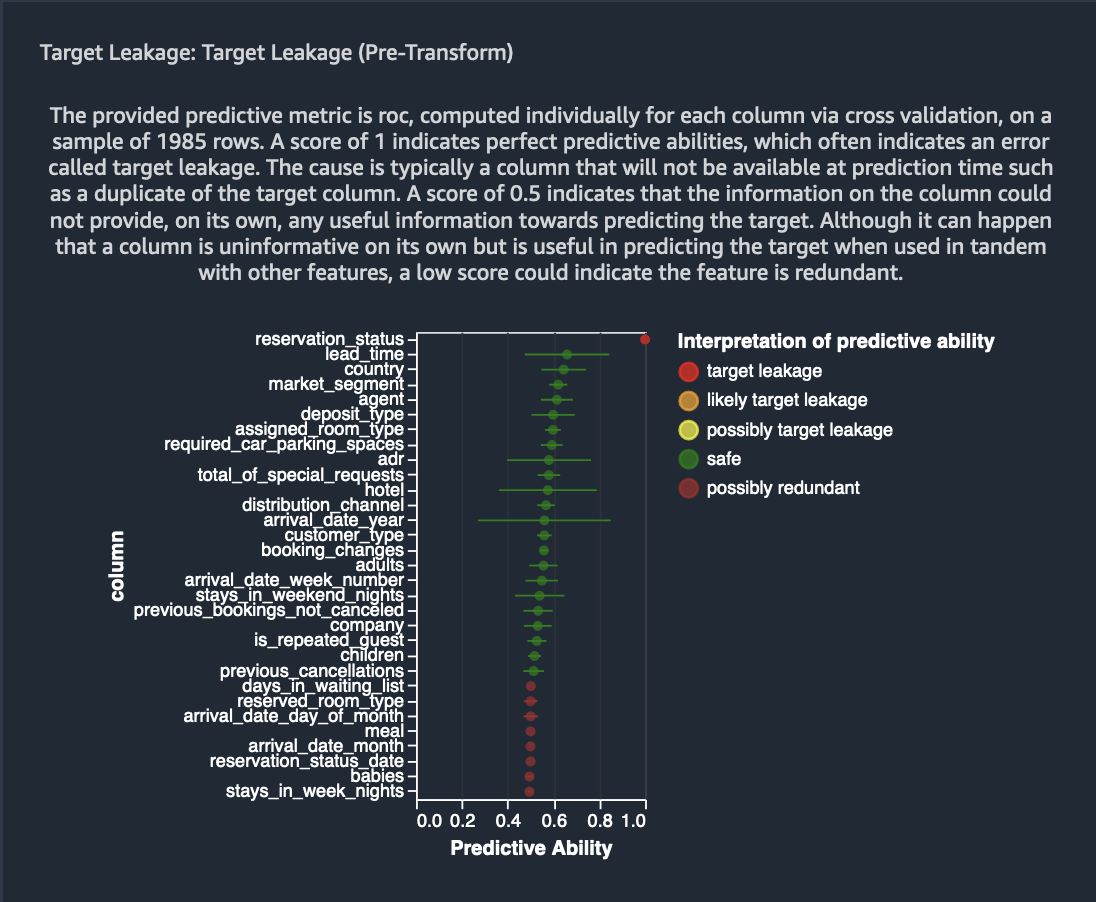 Target Leakage: Target Leakage (Pre-Transform)
The provided predictive metric is roc, computed individually for each column via cross validation, on a
sample of 1985 rows. A score of 1 indicates perfect predictive abilities, which often indicates an error
called target leakage. The cause is typically a column that will not be available at prediction time such
as a duplicate of the target column. A score of 0.5 indicates that the information on the column could
not provide, on its own, any useful information towards predicting the target. Although it can happen
that a column is uninformative on its own but is useful in predicting the target when used in tandem
with other features, a low score could indicate the feature is redundant.
column
reservation_status
lead_time
country
market_segment
agent
deposit_type
assigned_room_type
required_car_parking_spaces
adr
total_of_special_requests
hotel
distribution_channel
arrival_date_year
customer_type
booking_changes
adults
arrival_date_week_number
stays_in_weekend_nights
previous_bookings_not_canceled
company
is_repeated_guest
children
previous_cancellations
days_in_waiting_list
reserved_room_type
arrival_date_day_of_month
meal
arrival_date_month
reservation_status_date
babies
stays_in_week_nights
0.0 0.2 0.4 0.6 0.8 1.0
Predictive Ability
Interpretation of predictive ability
target leakage
likely target leakage
possibly target leakage
safe
possibly redundant